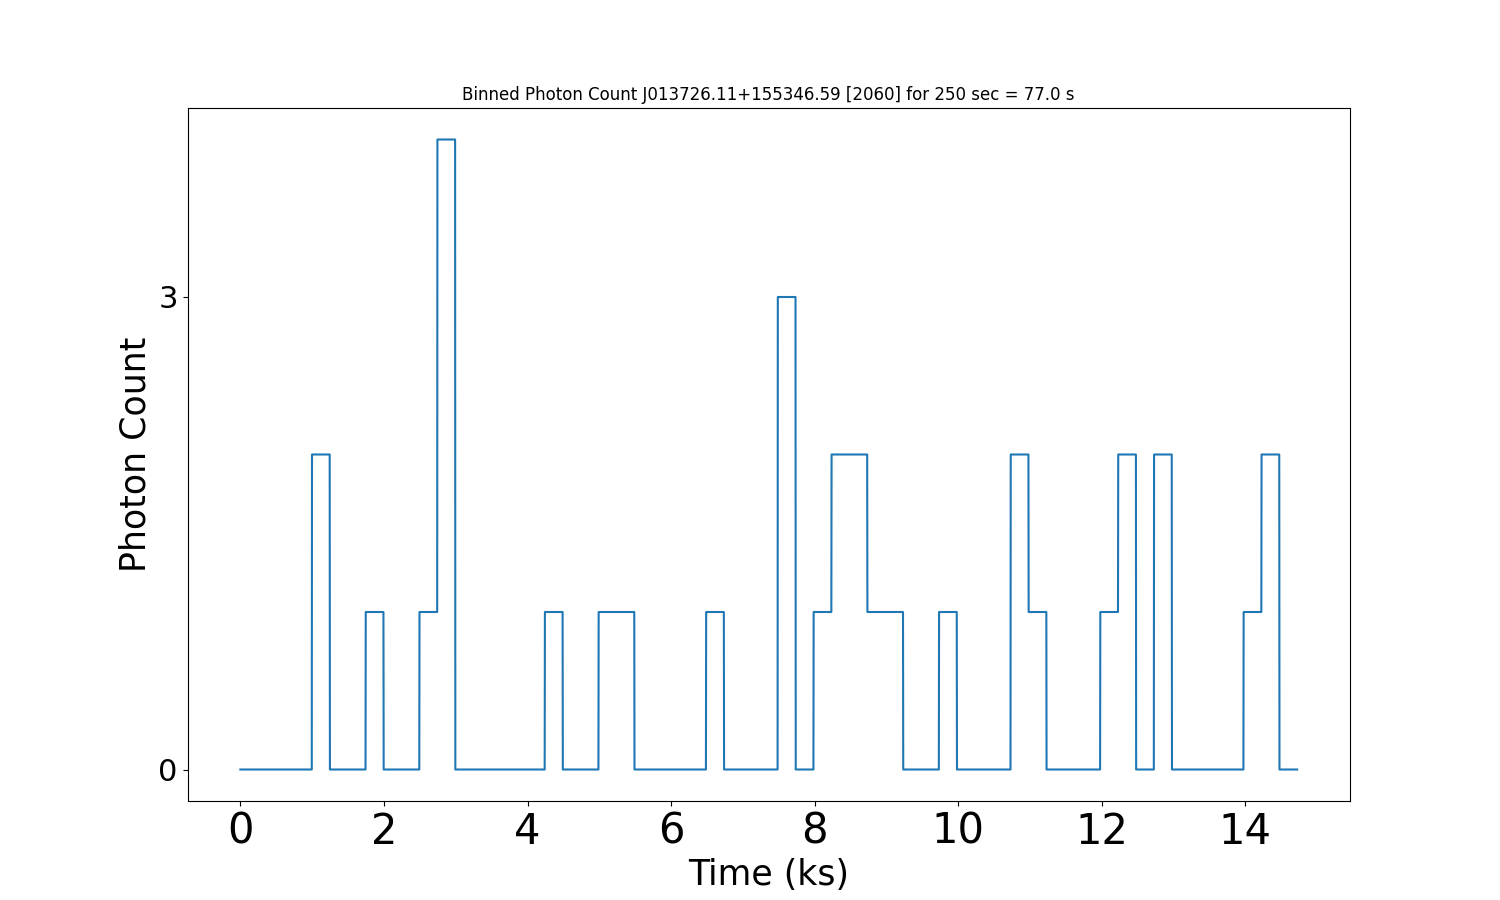 Binned Photon Count J013726.11+155346.59 [2060] for 250 sec = 77.0 s
Photon Count
3
0
0 2 4 6 8 10 12 14
Time (ks)